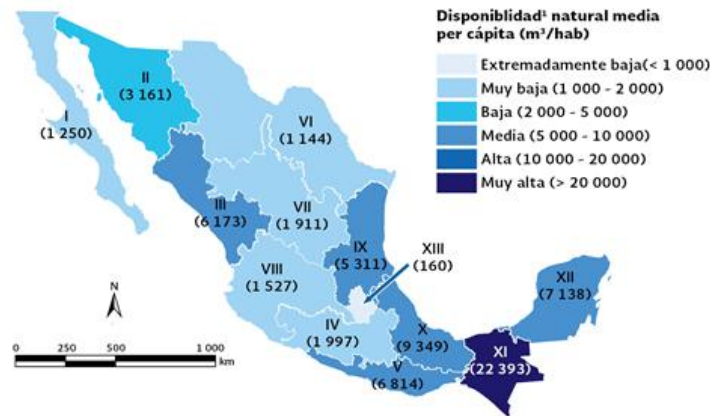 Disponiblidad¹ natural media
per cápita (m³/hab)
Extremadamente baja(< 1 000)
Muy baja (1 000 - 2 000)
Baja (2 000 - 5 000)
Media (5 000 - 10 000)
Alta (10 000 - 20 000)
Muy alta (> 20 000)
II
(3 161)
I
(1 250)
VI
(1 144)
III
(6 173)
VII
(1 911)
IX
(5 311)
XIII
(160)
XII
(7 138)
VIII
(1 527)
IV
(1 997)
X
(9 349)
V
(6 814)
XI
(22 393)
N
0 250 500 1 000
km